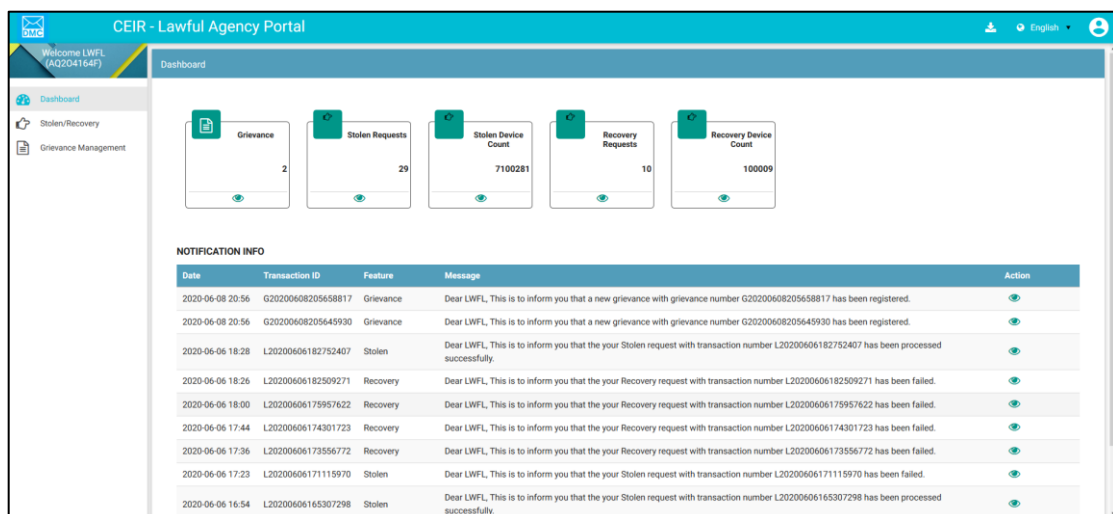 DMC
CEIR - Lawful Agency Portal
English
Welcome LWFL
(AQ2O4164F)
Dashboard
Dashboard
Stolen/Recovery
Grievance Management
Grievance
2
Stolen Requests
29
Stolen Device
Count
7100281
Recovery
Requests
10
Recovery Device
Count
100009
NOTIFICATION INFO
Date Transaction ID Feature Message Action
2020-06-08 20:56 G20200608205658817 Grievance Dear LWFL, This is to inform you that a new grievance with grievance number G20200608205658817 has been registered.
2020-06-08 20:56 G20200608205645930 Grievance Dear LWFL, This is to inform you that a new grievance with grievance number G20200608205645930 has been registered.
2020-06-06 18:28 L20200606182752407 Stolen Dear LWFL, This is to inform you that the your Stolen request with transaction number L20200606182752407 has been processed
successfully.
2020-06-06 18:26 L20200606182509271 Recovery Dear LWFL, This is to inform you that the your Recovery request with transaction number L20200606182509271 has been failed.
2020-06-06 18:00 L20200606175957622 Recovery Dear LWFL, This is to inform you that the your Recovery request with transaction number L20200606175957622 has been failed.
2020-06-06 17:44 L20200606174301723 Recovery Dear LWFL, This is to inform you that the your Recovery request with transaction number L20200606174301723 has been failed.
2020-06-06 17:36 L20200606173556772 Recovery Dear LWFL, This is to inform you that the your Recovery request with transaction number L20200606173556772 has been failed.
2020-06-06 17:23 L20200606171115970 Stolen Dear LWFL, This is to inform you that the your Stolen request with transaction number L20200606171115970 has been failed.
2020-06-06 16:54 L20200606165307298 Stolen Dear LWFL, This is to inform you that the your Stolen request with transaction number L20200606165307298 has been processed
successfully.